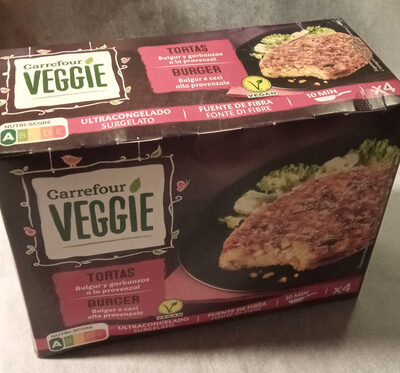 Carrefour
VEGGIE
TORTAS
Bulgur y garbanzos
a la provenzal
BURGER
Bulgur e ceci
alla provenzale
VEGAN
NUTRI-SCORE
A B C D E
ULTRACONGELADO
SURGELATO
FUENTE DE FIBRA
FONTE DI FIBRE
10 MIN
X4
Carrefour
VEGGIE
TORTAS
Bulgur y garbanzos
a la provenzal
BURGER
Bulgur e ceci
alla provenzale
VEGAN
NUTRI-SCORE
A
ULTRACONGELADO
SURGELATO
FUENTE DE FIBRA
FONTE DI FIBRE
10 MIN
X4